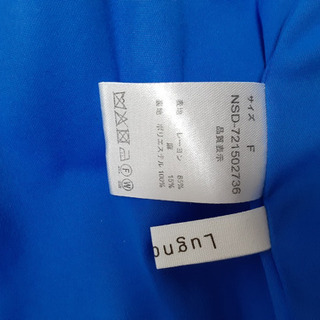 サイズ F
NSD-721502736
品質表示
表地 レーヨン 85%
麻 15%
裏地 ポリエステル 100%
F W
Lugno